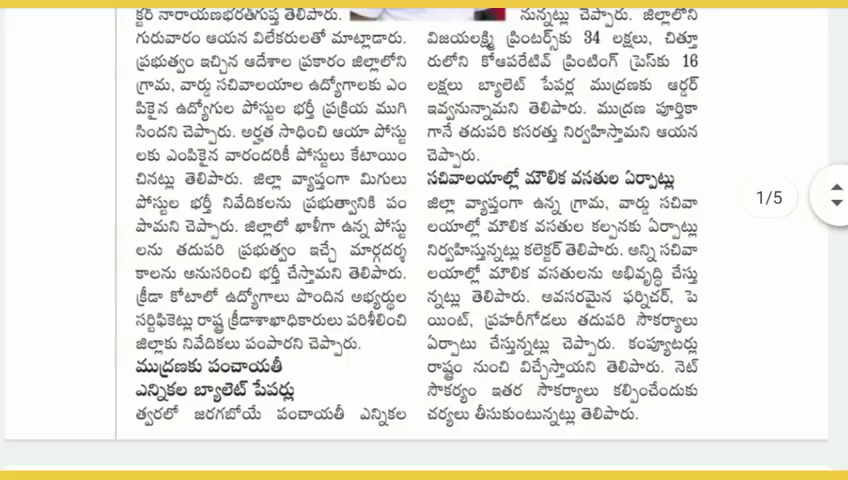 క్టర్ నారాయణభరత్‌గుప్త తెలిపారు.
గురువారం ఆయన విలేకరులతో మాట్లాడారు.
ప్రభుత్వం ఇచ్చిన ఆదేశాల ప్రకారం జిల్లాలోని
గ్రామ, వార్డు సచివాలయాల ఉద్యోగాలకు ఎం
పికైన ఉద్యోగుల పోస్టుల భర్తీ ప్రక్రియ ముగి
సిందని చెప్పారు. అర్హత సాధించి ఆయా పోస్టు
లకు ఎంపికైన వారందరికీ పోస్టులు కేటాయిం
చినట్లు తెలిపారు. జిల్లా వ్యాప్తంగా మిగులు
పోస్టుల భర్తీ నివేదికలను ప్రభుత్వానికి పం
పామని చెప్పారు. జిల్లాలో ఖాళీగా ఉన్న పోస్టు
లను తదుపరి ప్రభుత్వం ఇచ్చే మార్గదర్శ
కాలను అనుసరించి భర్తీ చేస్తామని తెలిపారు.
క్రీడా కోటాలో ఉద్యోగాలు పొందిన అభ్యర్థుల
సర్టిఫికెట్లు రాష్ట్ర క్రీడాశాఖాధికారులు పరిశీలించి
జిల్లాకు నివేదికలు పంపారని చెప్పారు.
ముద్రణకు పంచాయతీ
ఎన్నికల బ్యాలెట్ పేపర్లు
త్వరలో జరగబోయే పంచాయతీ ఎన్నికల
నున్నట్లు చెప్పారు. జిల్లాలోని
విజయలక్ష్మి ప్రింటర్స్‌కు 34 లక్షలు, చిత్తూ
రులోని కోఆపరేటివ్ ప్రింటింగ్ ప్రెస్‌కు 16
లక్షలు బ్యాలెట్ పేపర్ల ముద్రణకు ఆర్డర్
ఇవ్వనున్నామని తెలిపారు. ముద్రణ పూర్తికా
గానే తదుపరి కసరత్తు నిర్వహిస్తామని ఆయన
చెప్పారు.
సచివాలయాల్లో మౌలిక వసతుల ఏర్పాట్లు
జిల్లా వ్యాప్తంగా ఉన్న గ్రామ, వార్డు సచివా
లయాల్లో మౌలిక వసతుల కల్పనకు ఏర్పాట్లు
నిర్వహిస్తున్నట్లు కలెక్టర్ తెలిపారు. అన్ని సచివా
లయాల్లో మౌలిక వసతులను అభివృద్ధి చేస్తు
న్నట్లు తెలిపారు. అవసరమైన ఫర్నిచర్, పె
యింట్, ప్రహరీగోడలు తదుపరి సౌకర్యాలు
ఏర్పాటు చేస్తున్నట్లు చెప్పారు. కంప్యూటర్లు
రాష్ట్రం నుంచి విచ్చేస్తాయని తెలిపారు. నెట్
సౌకర్యం ఇతర సౌకర్యాలు కల్పించేందుకు
చర్యలు తీసుకుంటున్నట్లు తెలిపారు.
1/5